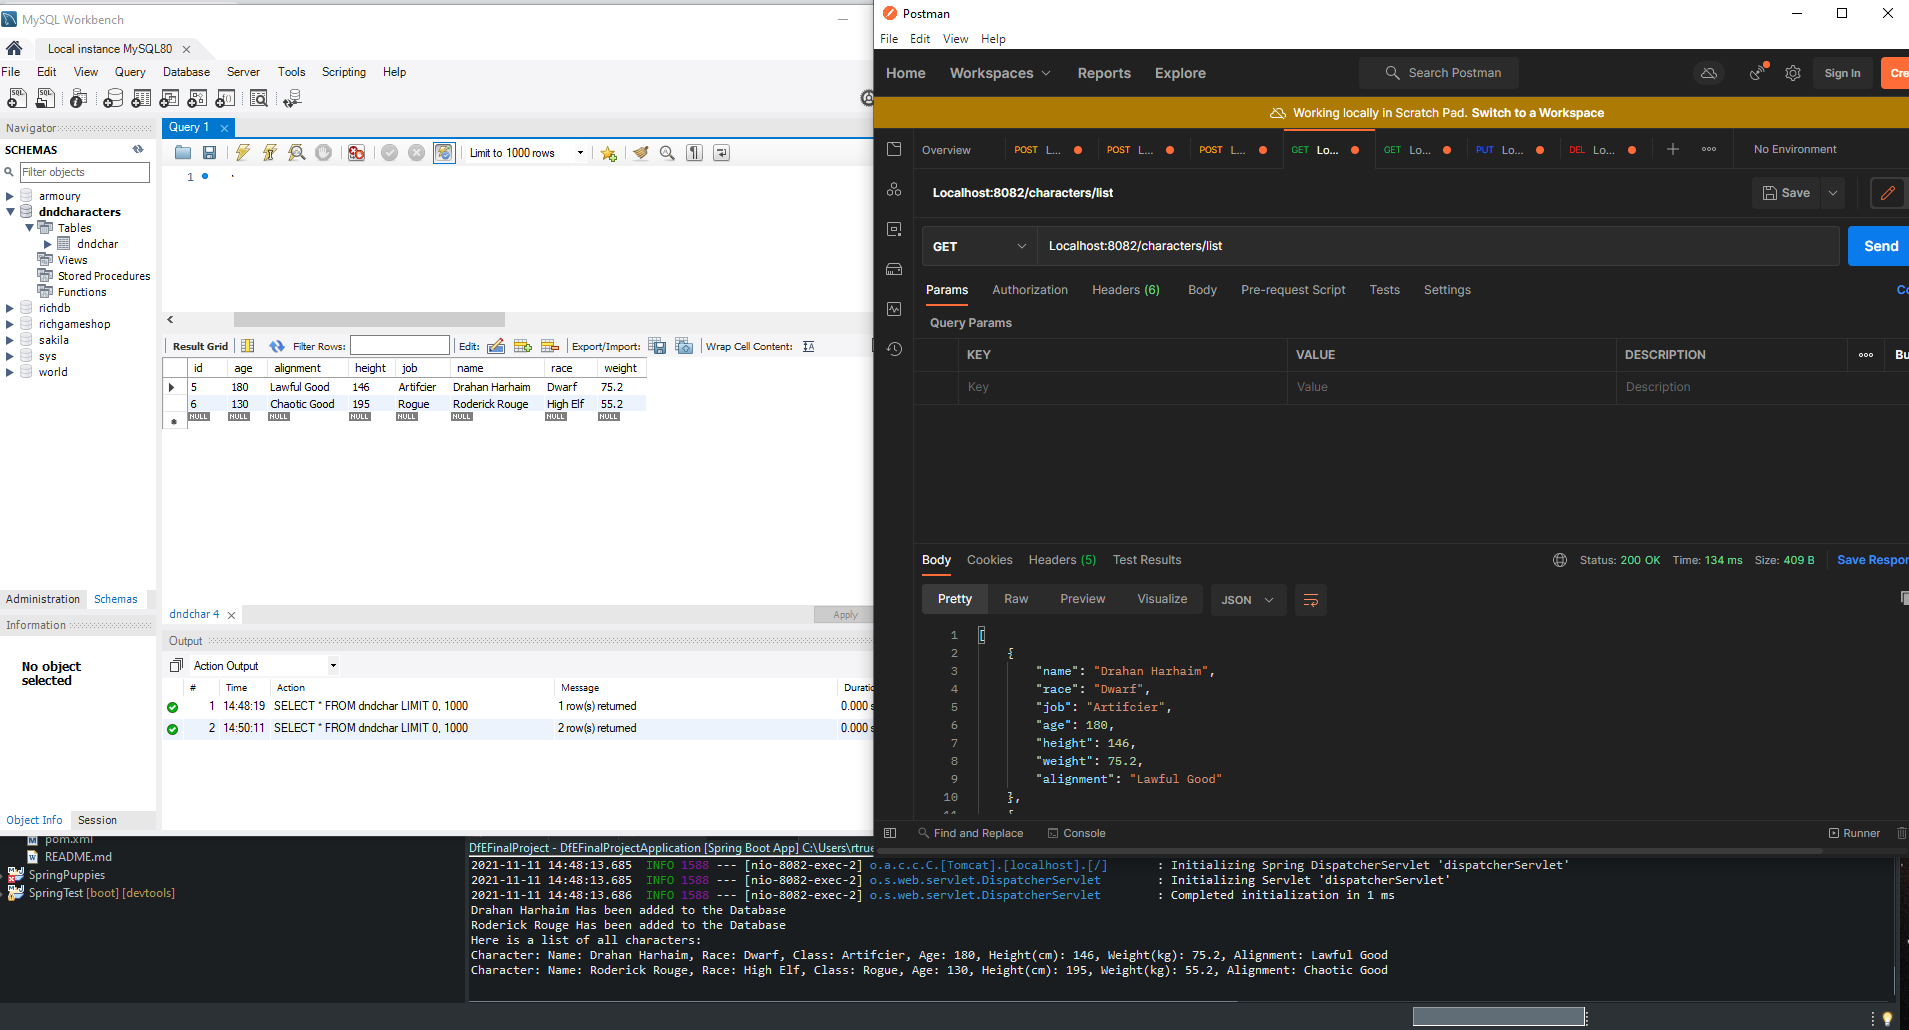 MySQL Workbench
Local instance MySQL80
File Edit View Query Database Server Tools Scripting Help
Navigator
SCHEMAS
Filter objects
armoury
dndcharacters
Tables
dndchar
Views
Stored Procedures
Functions
richdb
richgameshop
sakila
sys
world
Administration Schemas
Information
No object
selected
Object Info Session
Query 1
Limit to 1000 rows
1
Result Grid Filter Rows: Edit: Export/Import: Wrap Cell Content:
id age alignment height job name race weight
5 180 Lawful Good 146 Artifcier Drahan Harhaim Dwarf 75.2
6 130 Chaotic Good 195 Rogue Roderick Rouge High Elf 55.2
NULL NULL NULL NULL NULL NULL NULL NULL
dndchar 4 Apply
Output
Action Output
# Time Action Message Duratio
1 14:48:19 SELECT * FROM dndchar LIMIT 0, 1000 1 row(s) returned 0.000 s
2 14:50:11 SELECT * FROM dndchar LIMIT 0, 1000 2 row(s) returned 0.000 s
Postman
File Edit View Help
Home Workspaces Reports Explore Search Postman Sign In Cre
Working locally in Scratch Pad. Switch to a Workspace
Overview POST L... POST L... POST L... GET Lo... GET Lo... PUT Lo... DEL Lo... No Environment
Localhost:8082/characters/list Save
GET Localhost:8082/characters/list Send
Params Authorization Headers (6) Body Pre-request Script Tests Settings Co
Query Params
KEY VALUE DESCRIPTION Bu
Key Value Description
Body Cookies Headers (5) Test Results Status: 200 OK Time: 134 ms Size: 409 B Save Respor
Pretty Raw Preview Visualize JSON
1 [
2 {
3 "name": "Drahan Harhaim",
4 "race": "Dwarf",
5 "job": "Artifcier",
6 "age": 180,
7 "height": 146,
8 "weight": 75.2,
9 "alignment": "Lawful Good"
10 },
Find and Replace Console Runner
pom.xml
README.md
SpringPuppies
SpringTest [boot] [devtools]
DfEFinalProject - DfEFinalProjectApplication [Spring Boot App] C:\Users\rtrue
2021-11-11 14:48:13.685 INFO 1588 --- [nio-8082-exec-2] o.a.c.c.C.[Tomcat].[localhost].[/] : Initializing Spring DispatcherServlet 'dispatcherServlet'
2021-11-11 14:48:13.685 INFO 1588 --- [nio-8082-exec-2] o.s.web.servlet.DispatcherServlet : Initializing Servlet 'dispatcherServlet'
2021-11-11 14:48:13.686 INFO 1588 --- [nio-8082-exec-2] o.s.web.servlet.DispatcherServlet : Completed initialization in 1 ms
Drahan Harhaim Has been added to the Database
Roderick Rouge Has been added to the Database
Here is a list of all characters:
Character: Name: Drahan Harhaim, Race: Dwarf, Class: Artifcier, Age: 180, Height(cm): 146, Weight(kg): 75.2, Alignment: Lawful Good
Character: Name: Roderick Rouge, Race: High Elf, Class: Rogue, Age: 130, Height(cm): 195, Weight(kg): 55.2, Alignment: Chaotic Good